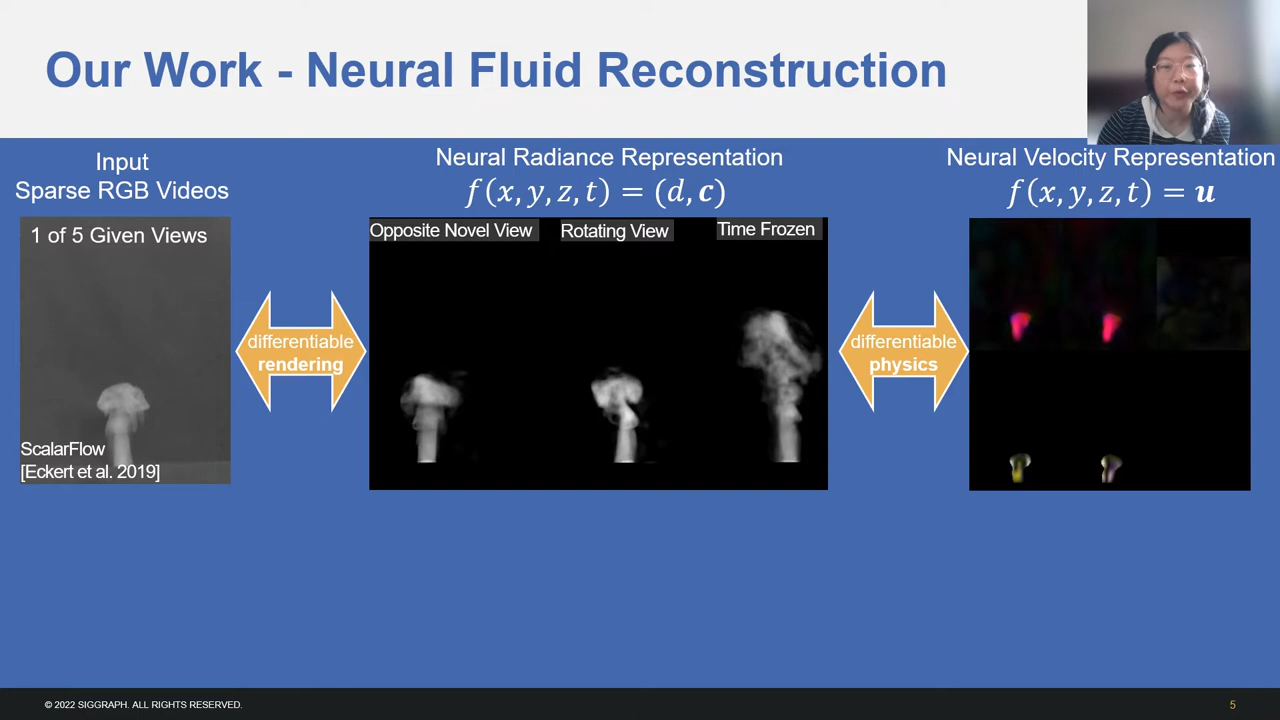 Our Work - Neural Fluid Reconstruction
Input
Sparse RGB Videos
1 of 5 Given Views
ScalarFlow
[Eckert et al. 2019]
differentiable
rendering
Neural Radiance Representation
f(x, y, z, t) = (d, c)
Opposite Novel View
Rotating View
Time Frozen
differentiable
physics
Neural Velocity Representation
f(x, y, z, t) = u
© 2022 SIGGRAPH. ALL RIGHTS RESERVED.
5